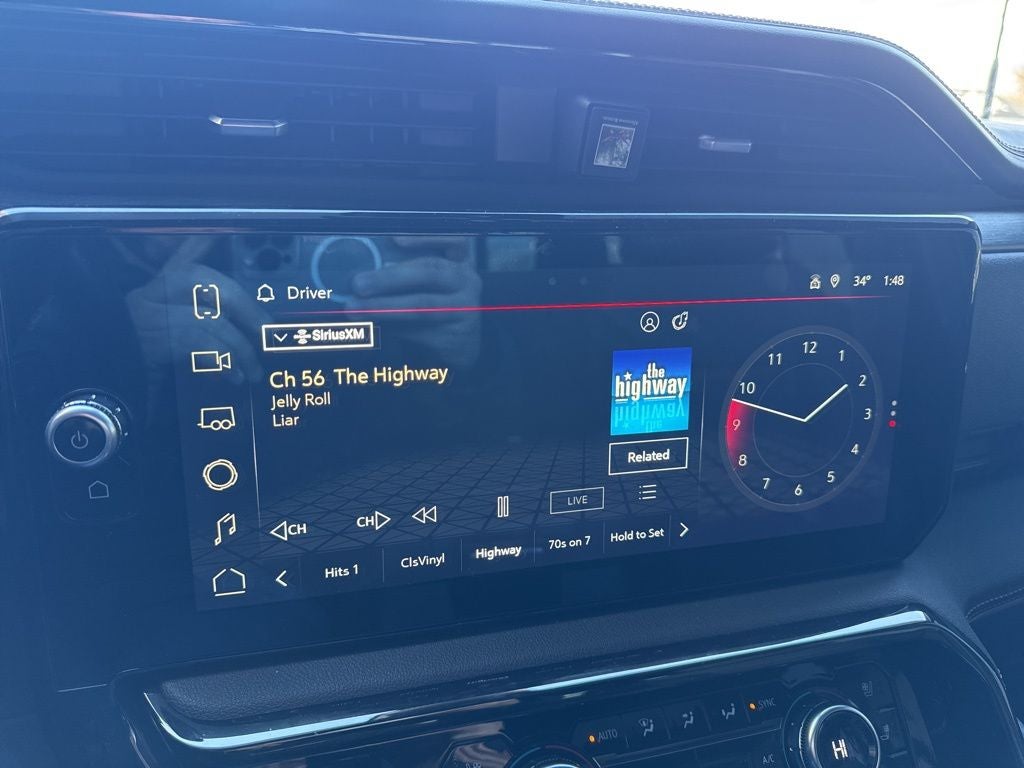 Driver
34° 1:48
SiriusXM
Ch 56 The Highway
Jelly Roll
Liar
the
highway
Related
12
1
2
3
4
5
6
7
8
9
10
11
CH
CH
LIVE
Hits 1
ClsVinyl
Highway
70s on 7
Hold to Set
AUTO
SYNC
A/C
HI